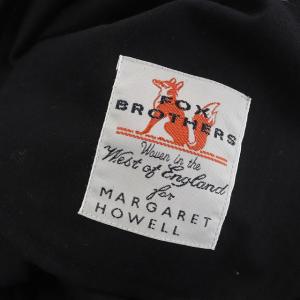 FOX
BROTHERS
Woven in the
West of England
for
MARGARET
HOWELL